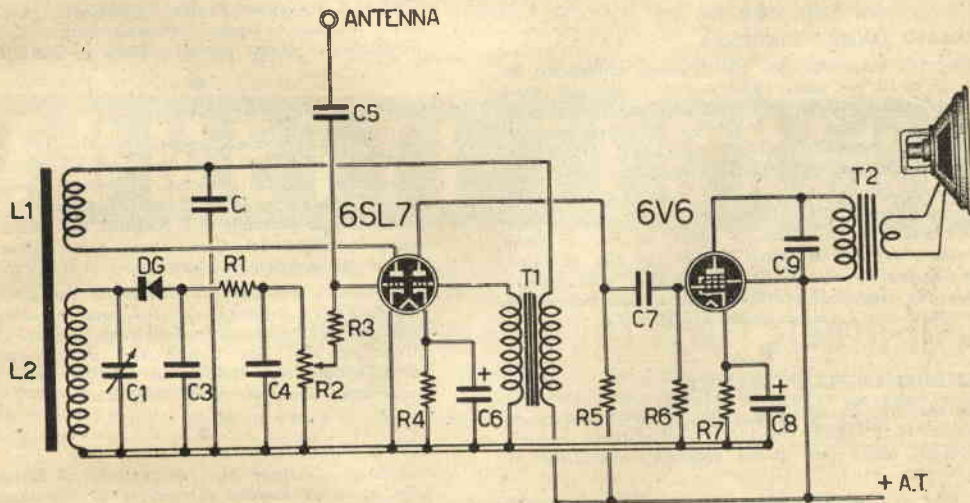 ANTENNA
C5
L1
C
6SL7
6V6
T2
DG
R1
T1
C9
C7
R3
L2
C1
C3
C4
R2
R4
C6
R5
R6
R7
C8
+
+
+ A.T.